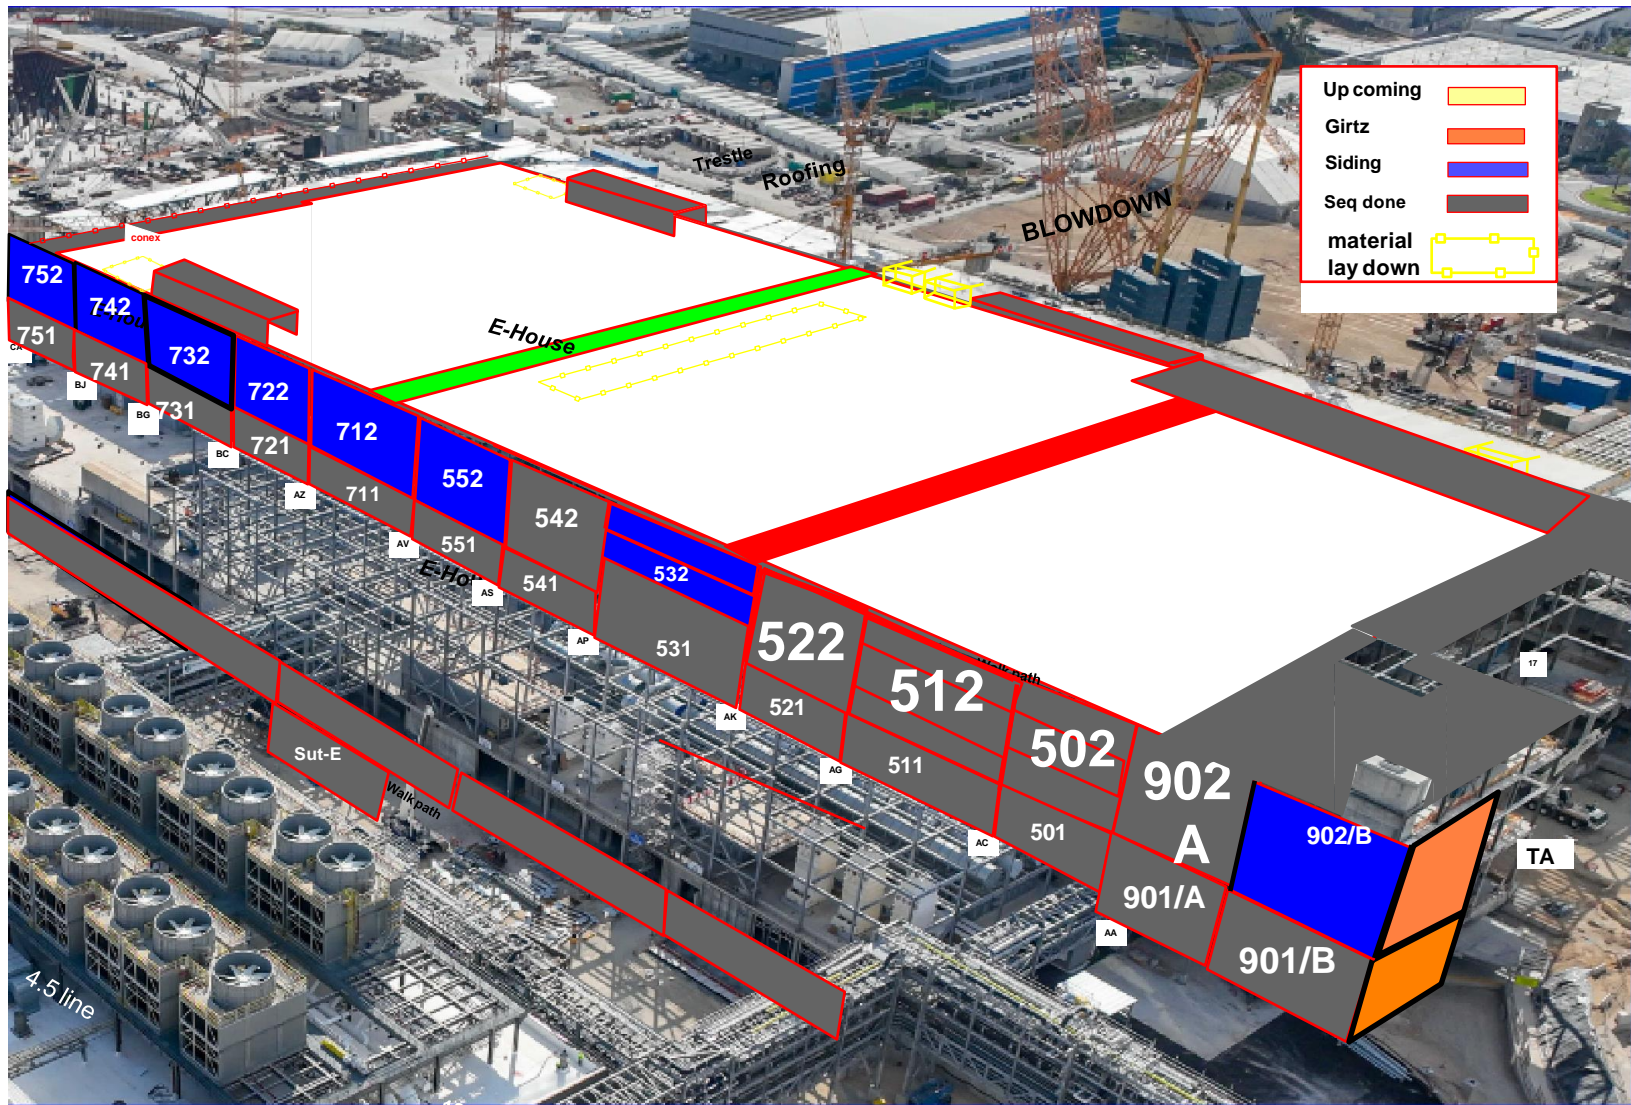 Up coming
Girtz
Siding
Seq done
material
lay down
Trestle
Roofing
BLOWDOWN
conex
E-House
752
742
732
722
712
552
542
532
522
512
502
902
A
902/B
751
741
731
721
711
551
541
531
521
511
501
901/A
901/B
CA
BJ
BG
BC
AZ
AV
AS
AP
AK
AG
AC
AA
17
TA
Sut-E
Walkpath
4.5 line